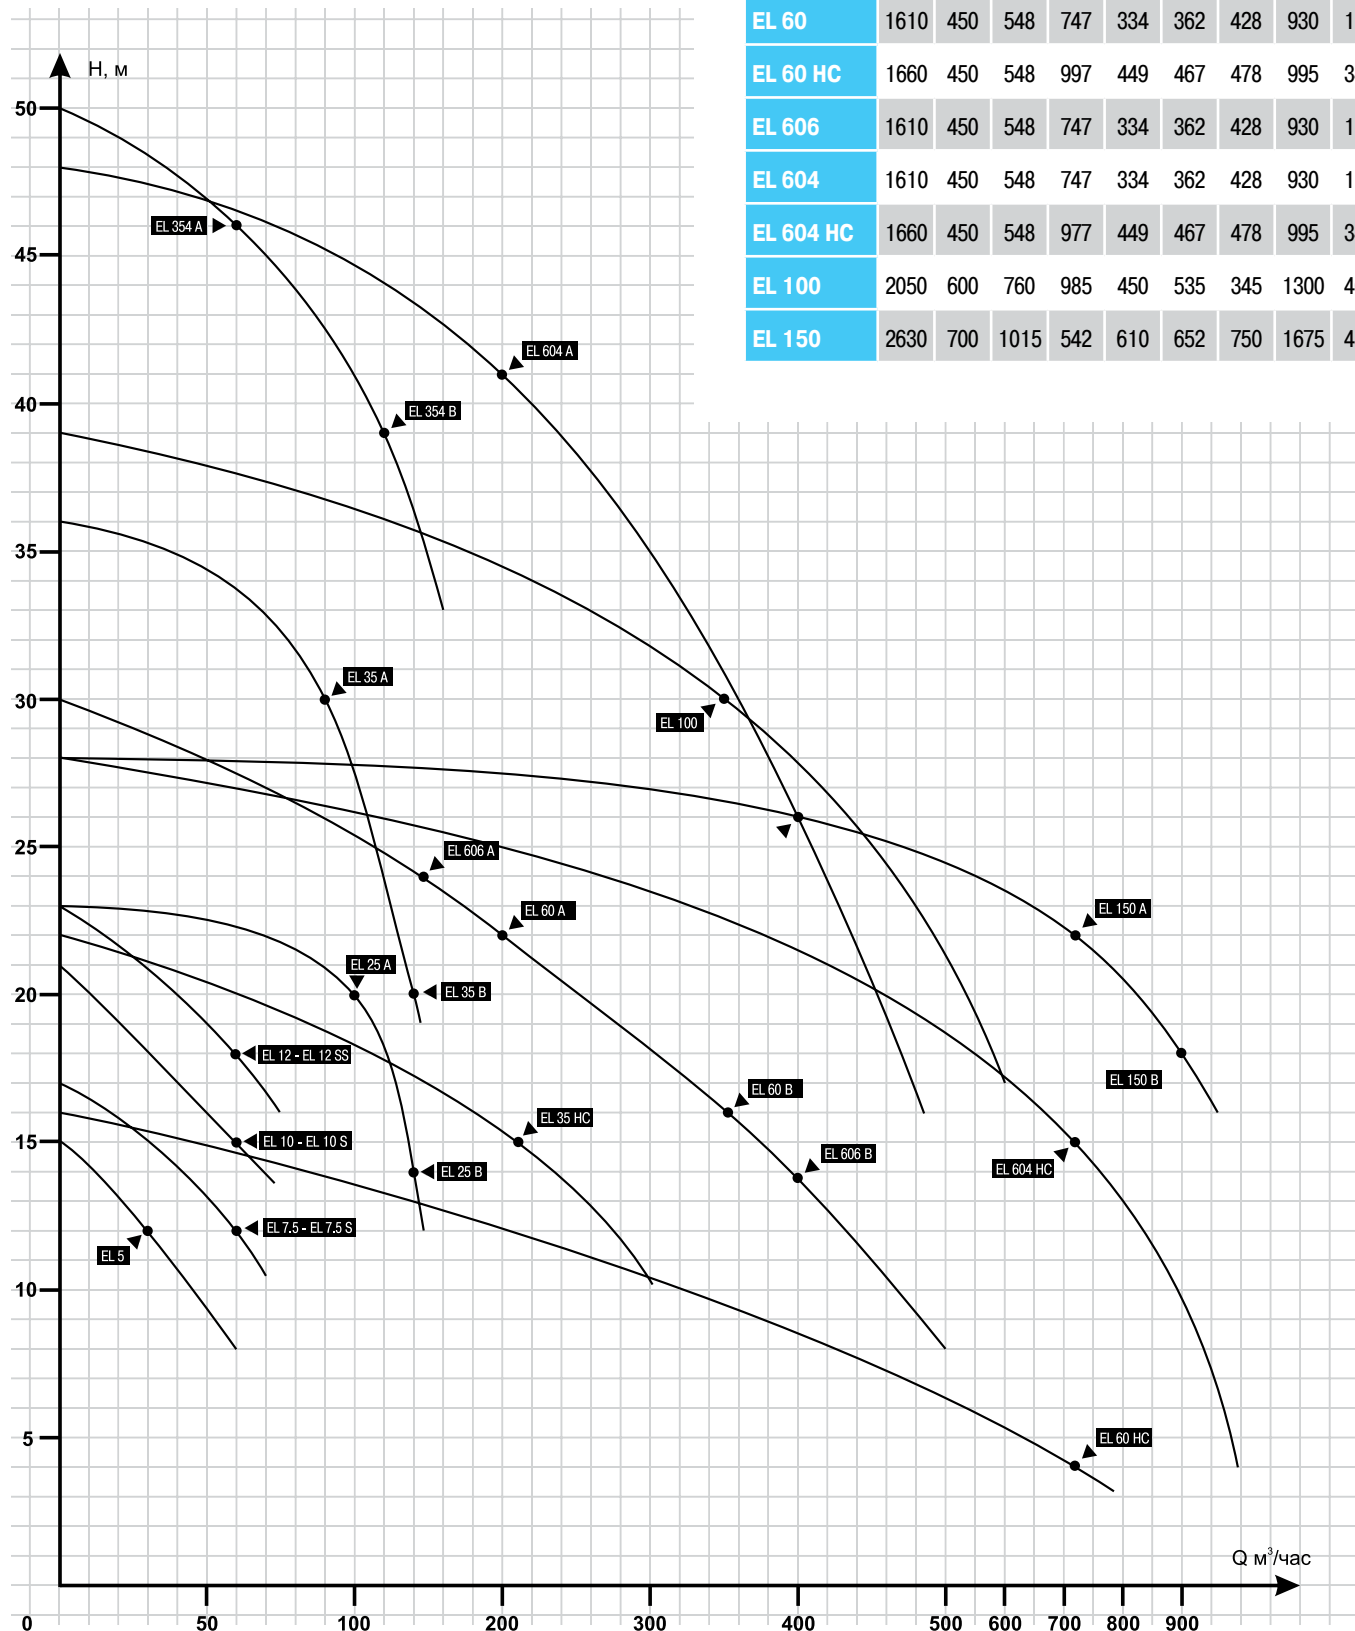 EL 60 1610 450 548 747 334 362 428 930
EL 60 HC 1660 450 548 997 449 467 478 995
EL 606 1610 450 548 747 334 362 428 930
EL 604 1610 450 548 747 334 362 428 930
EL 604 HC 1660 450 548 977 449 467 478 995
EL 100 2050 600 760 985 450 535 345 1300
EL 150 2630 700 1015 542 610 652 750 1675
H, м
50
EL 354 A
45
EL 604 A
40
EL 354 B
35
EL 35 A
30
EL 100
25
EL 606 A
EL 60 A
EL 150 A
EL 25 A
20
EL 35 B
EL 12 - EL 12 SS
EL 150 B
EL 60 B
EL 35 HC
15
EL 10 - EL 10 S
EL 606 B
EL 604 HC
EL 25 B
EL 7.5 - EL 7.5 S
EL 5
10
5
EL 60 HC
Q м³/час
0 50 100 200 300 400 500 600 700 800 900